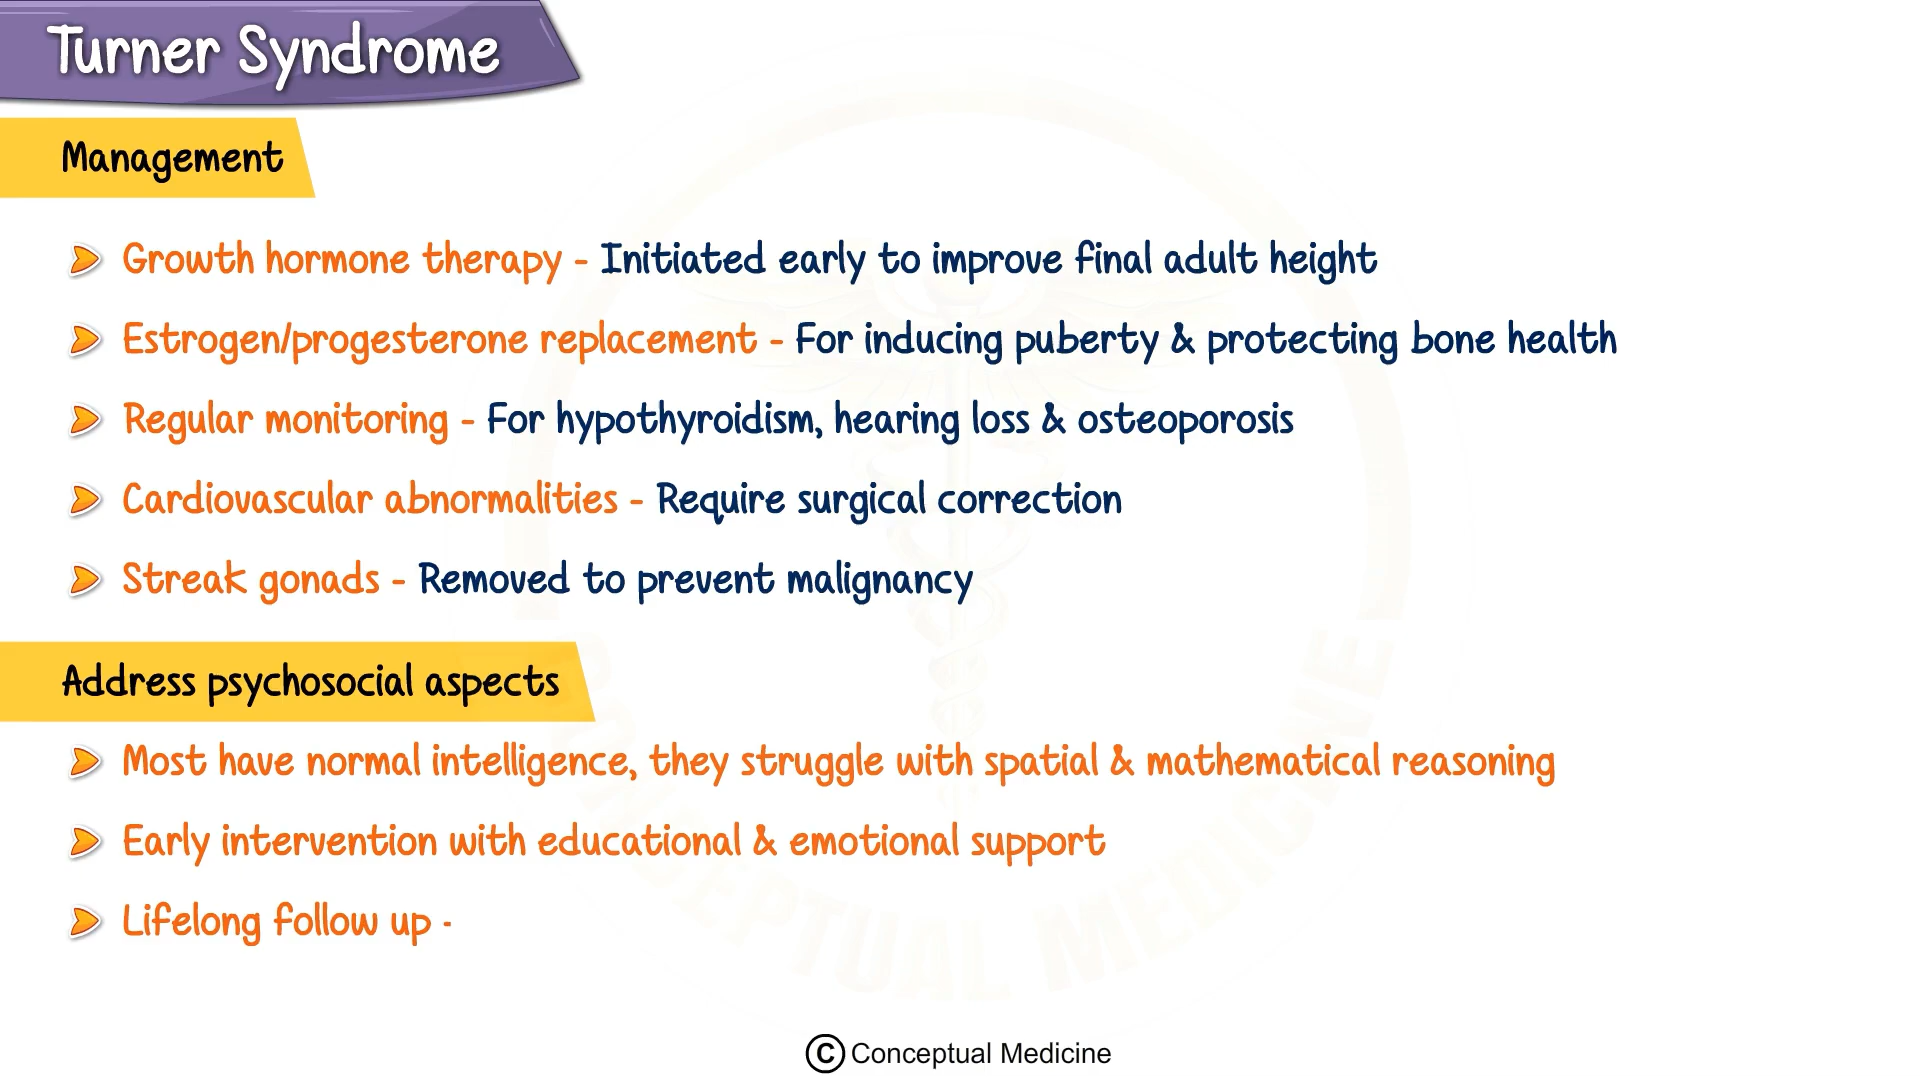 Turner Syndrome
Management
Growth hormone therapy - Initiated early to improve final adult height
Estrogen/progesterone replacement - For inducing puberty & protecting bone health
Regular monitoring - For hypothyroidism, hearing loss & osteoporosis
Cardiovascular abnormalities - Require surgical correction
Streak gonads - Removed to prevent malignancy
Address psychosocial aspects
Most have normal intelligence, they struggle with spatial & mathematical reasoning
Early intervention with educational & emotional support
Lifelong follow up -
CONCEPTUAL MEDICINE
© Conceptual Medicine